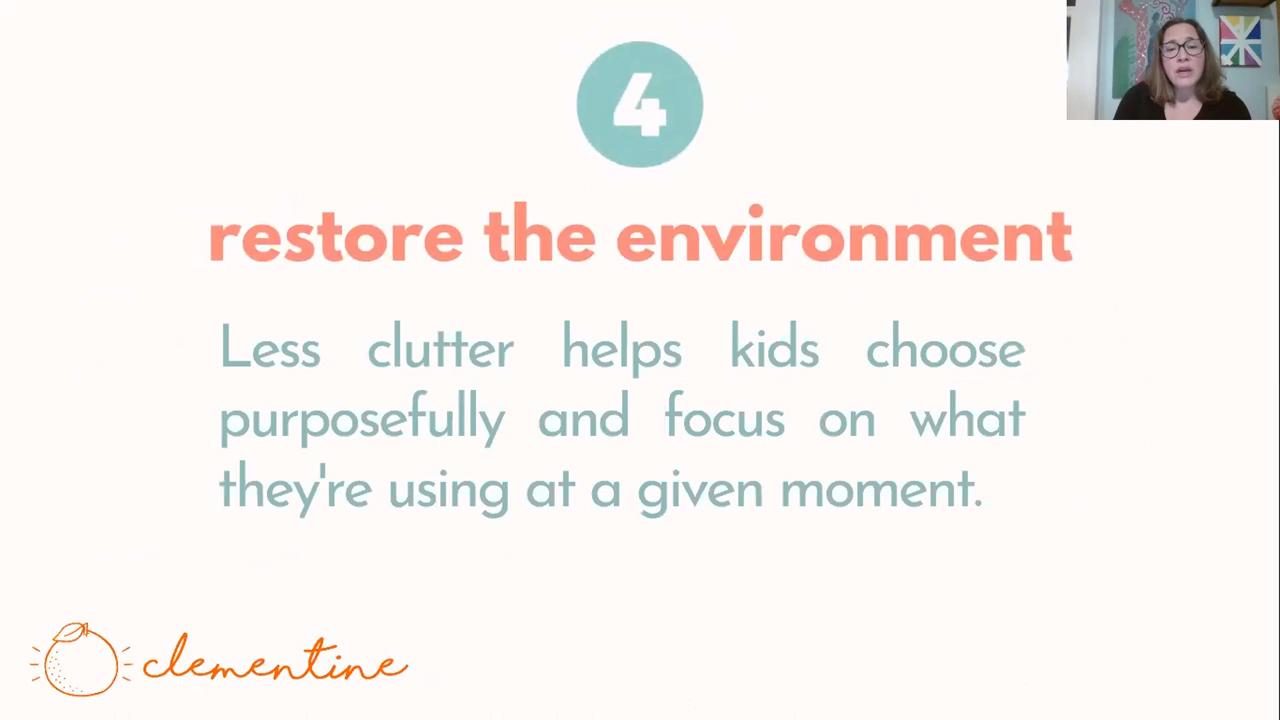 4
restore the environment
Less clutter helps kids choose
purposefully and focus on what
they're using at a given moment.
clementine